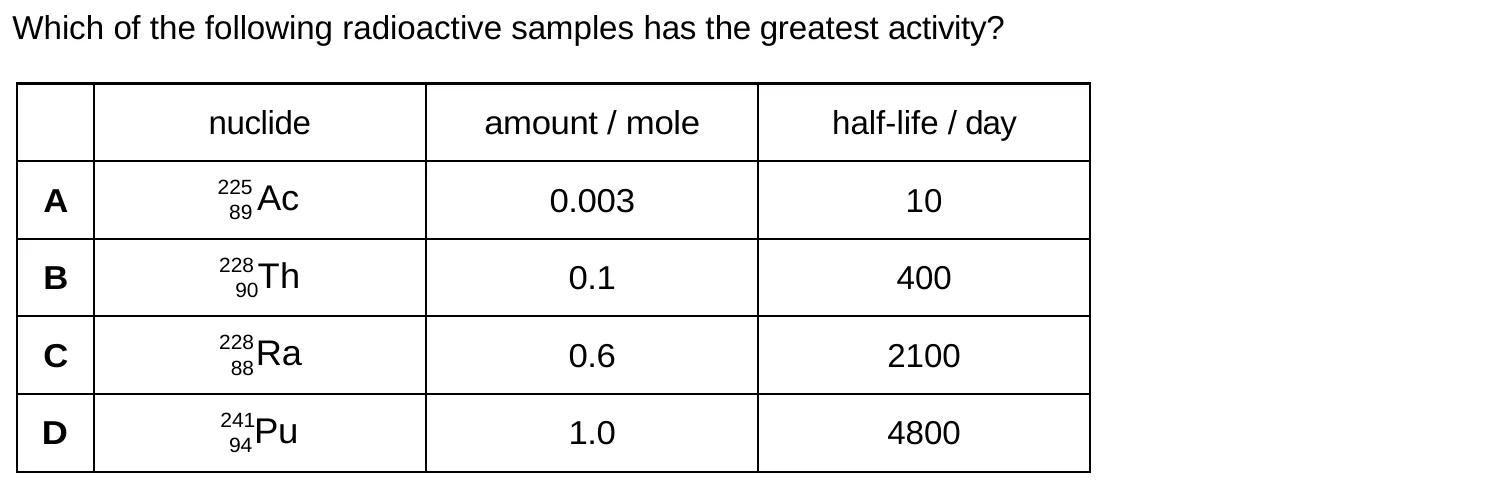 Which of the following radioactive samples has the greatest activity?
nuclide amount / mole half-life / day
A 225 89 Ac 0.003 10
B 228 90 Th 0.1 400
C 228 88 Ra 0.6 2100
D 241 94 Pu 1.0 4800